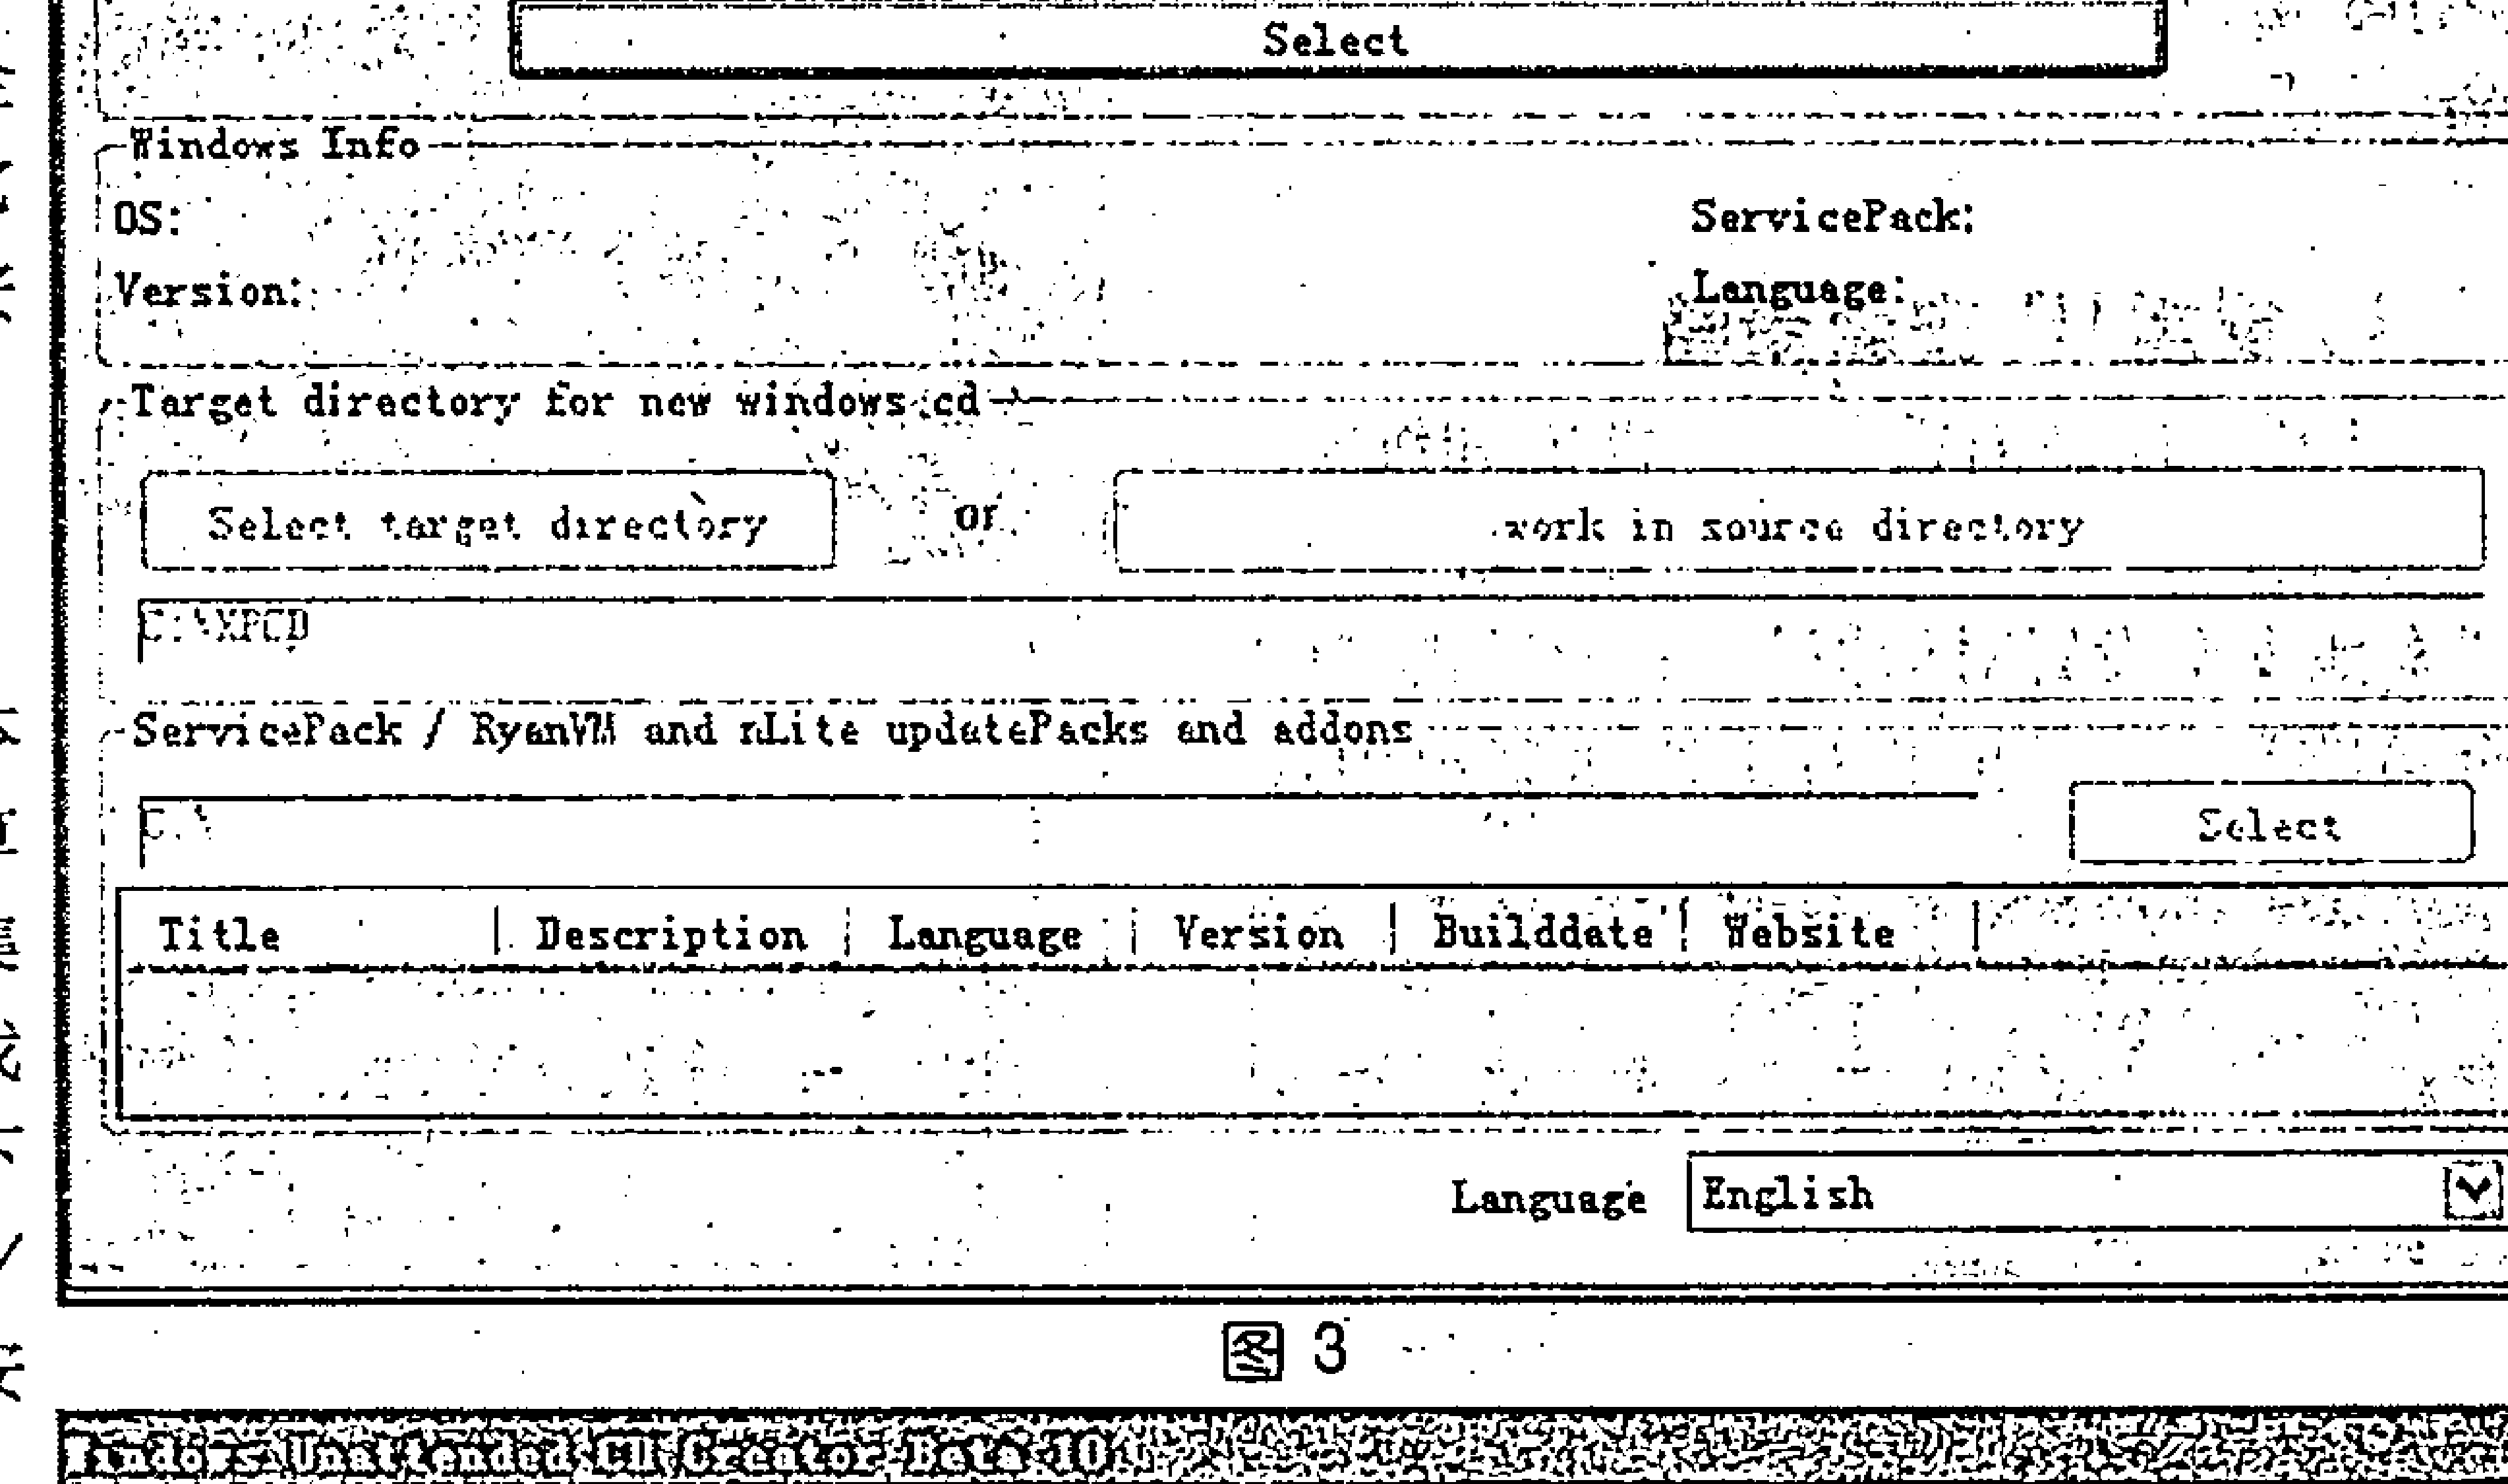 Select
Windows Info
OS:
ServicePack:
Version:
Language:
Target directory for new windows cd
Select target directory or work in source directory
C:\XPCD
ServicePack / RyanVM and nLite updatePacks and addons
C:\
Select
Title Description Language Version Builddate Website
Language English
图 3
Windows Unattended CD Creator Beta 10